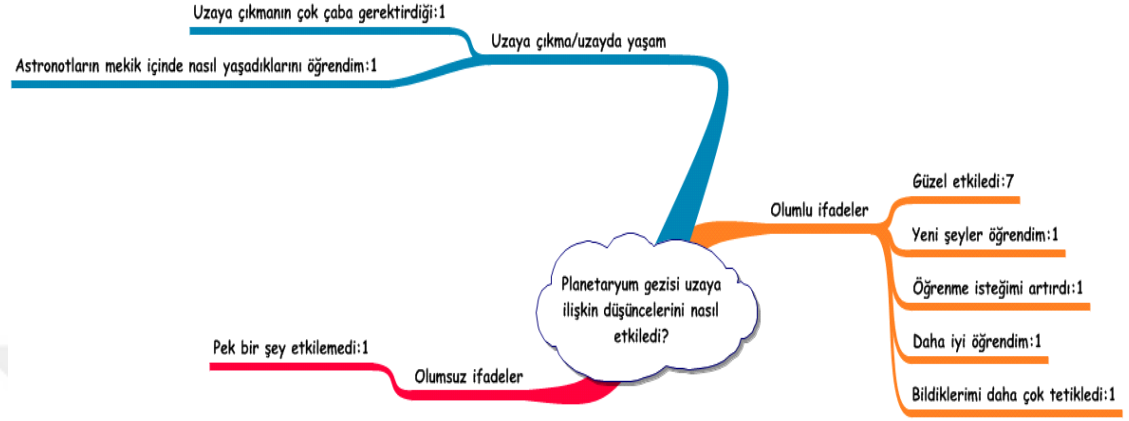 Uzaya çıkmanın çok çaba gerektirdiği:1
Uzaya çıkma/uzayda yaşam
Astronotların mekik içinde nasıl yaşadıklarını öğrendim:1
Güzel etkiledi:7
Olumlu ifadeler
Yeni şeyler öğrendim:1
Öğrenme isteğimi artırdı:1
Daha iyi öğrendim:1
Bildiklerimi daha çok tetikledi:1
Planetaryum gezisi uzaya
ilişkin düşüncelerini nasıl
etkiledi?
Pek bir şey etkilemedi:1
Olumsuz ifadeler